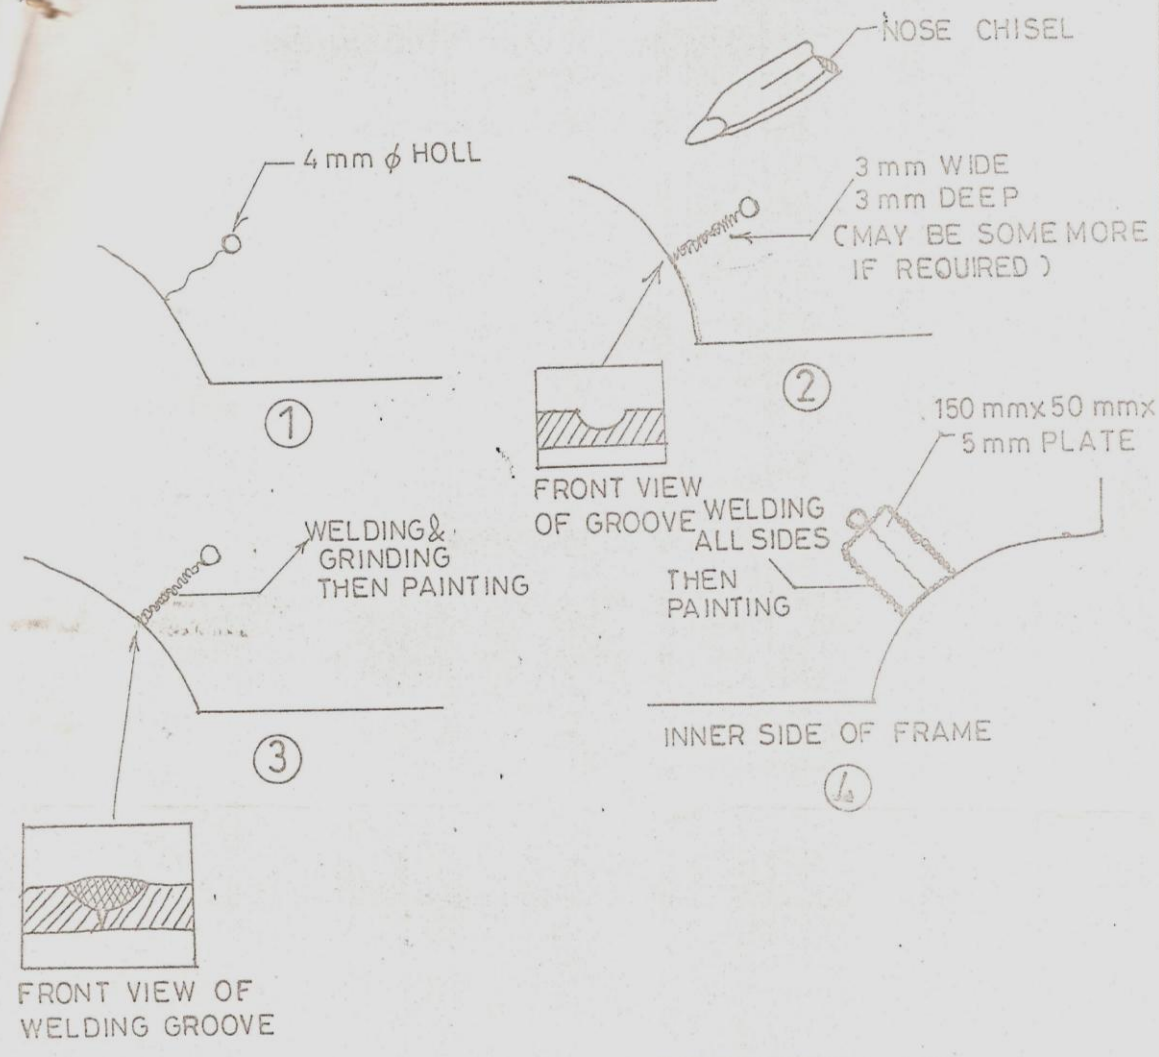 NOSE CHISEL
4 mm ϕ HOLL
3 mm WIDE
3 mm DEEP
(MAY BE SOME MORE
IF REQUIRED)
①
②
FRONT VIEW
OF GROOVE
150 mm x 50 mm x
5 mm PLATE
WELDING &
GRINDING
THEN PAINTING
③
WELDING
ALL SIDES
THEN
PAINTING
INNER SIDE OF FRAME
④
FRONT VIEW OF
WELDING GROOVE